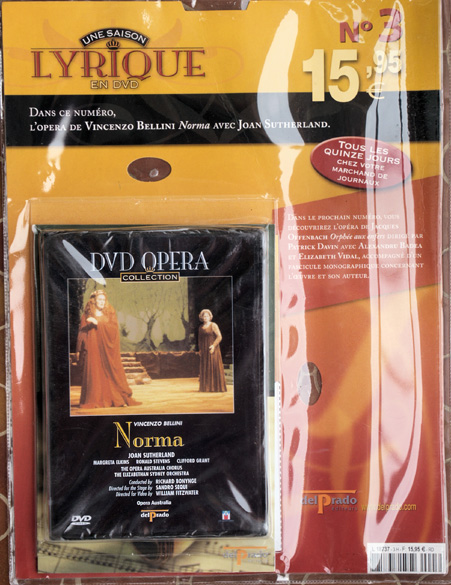 UNE SAISON
LYRIQUE
EN DVD
N° 3
15,95
€
DANS CE NUMÉRO,
L'OPERA DE VINCENZO BELLINI Norma AVEC JOAN SUTHERLAND.
TOUS LES
QUINZE JOURS
CHEZ VOTRE
MARCHAND DE
JOURNAUX
DANS LE PROCHAIN NUMÉRO, VOUS
DECOUVRIREZ L'OPÉRA DE JACQUES
OFFENBACH Orphée aux enfers DIRIGÉ PAR
PATRICK DAVIN AVEC ALEXANDRE BADEA
ET ELIZABETH VIDAL, ACCOMPAGNÉ D'UN
FASCICULE MONOGRAPHIQUE CONCERNANT
L'ŒUVRE ET SON AUTEUR.
DVD OPERA
COLLECTION
VINCENZO BELLINI
Norma
JOAN SUTHERLAND
MARGRETA ELKINS RONALD STEVENS CLIFFORD GRANT
THE OPERA AUSTRALIA CHORUS
THE ELIZABETHAN SYDNEY ORCHESTRA
Conducted by RICHARD BONYNGE
Directed for the Stage by SANDRO SEQUI
Directed for Video by WILLIAM FITZWATER
Opera Australia
DVD
delPrado
delPrado
15,95 €